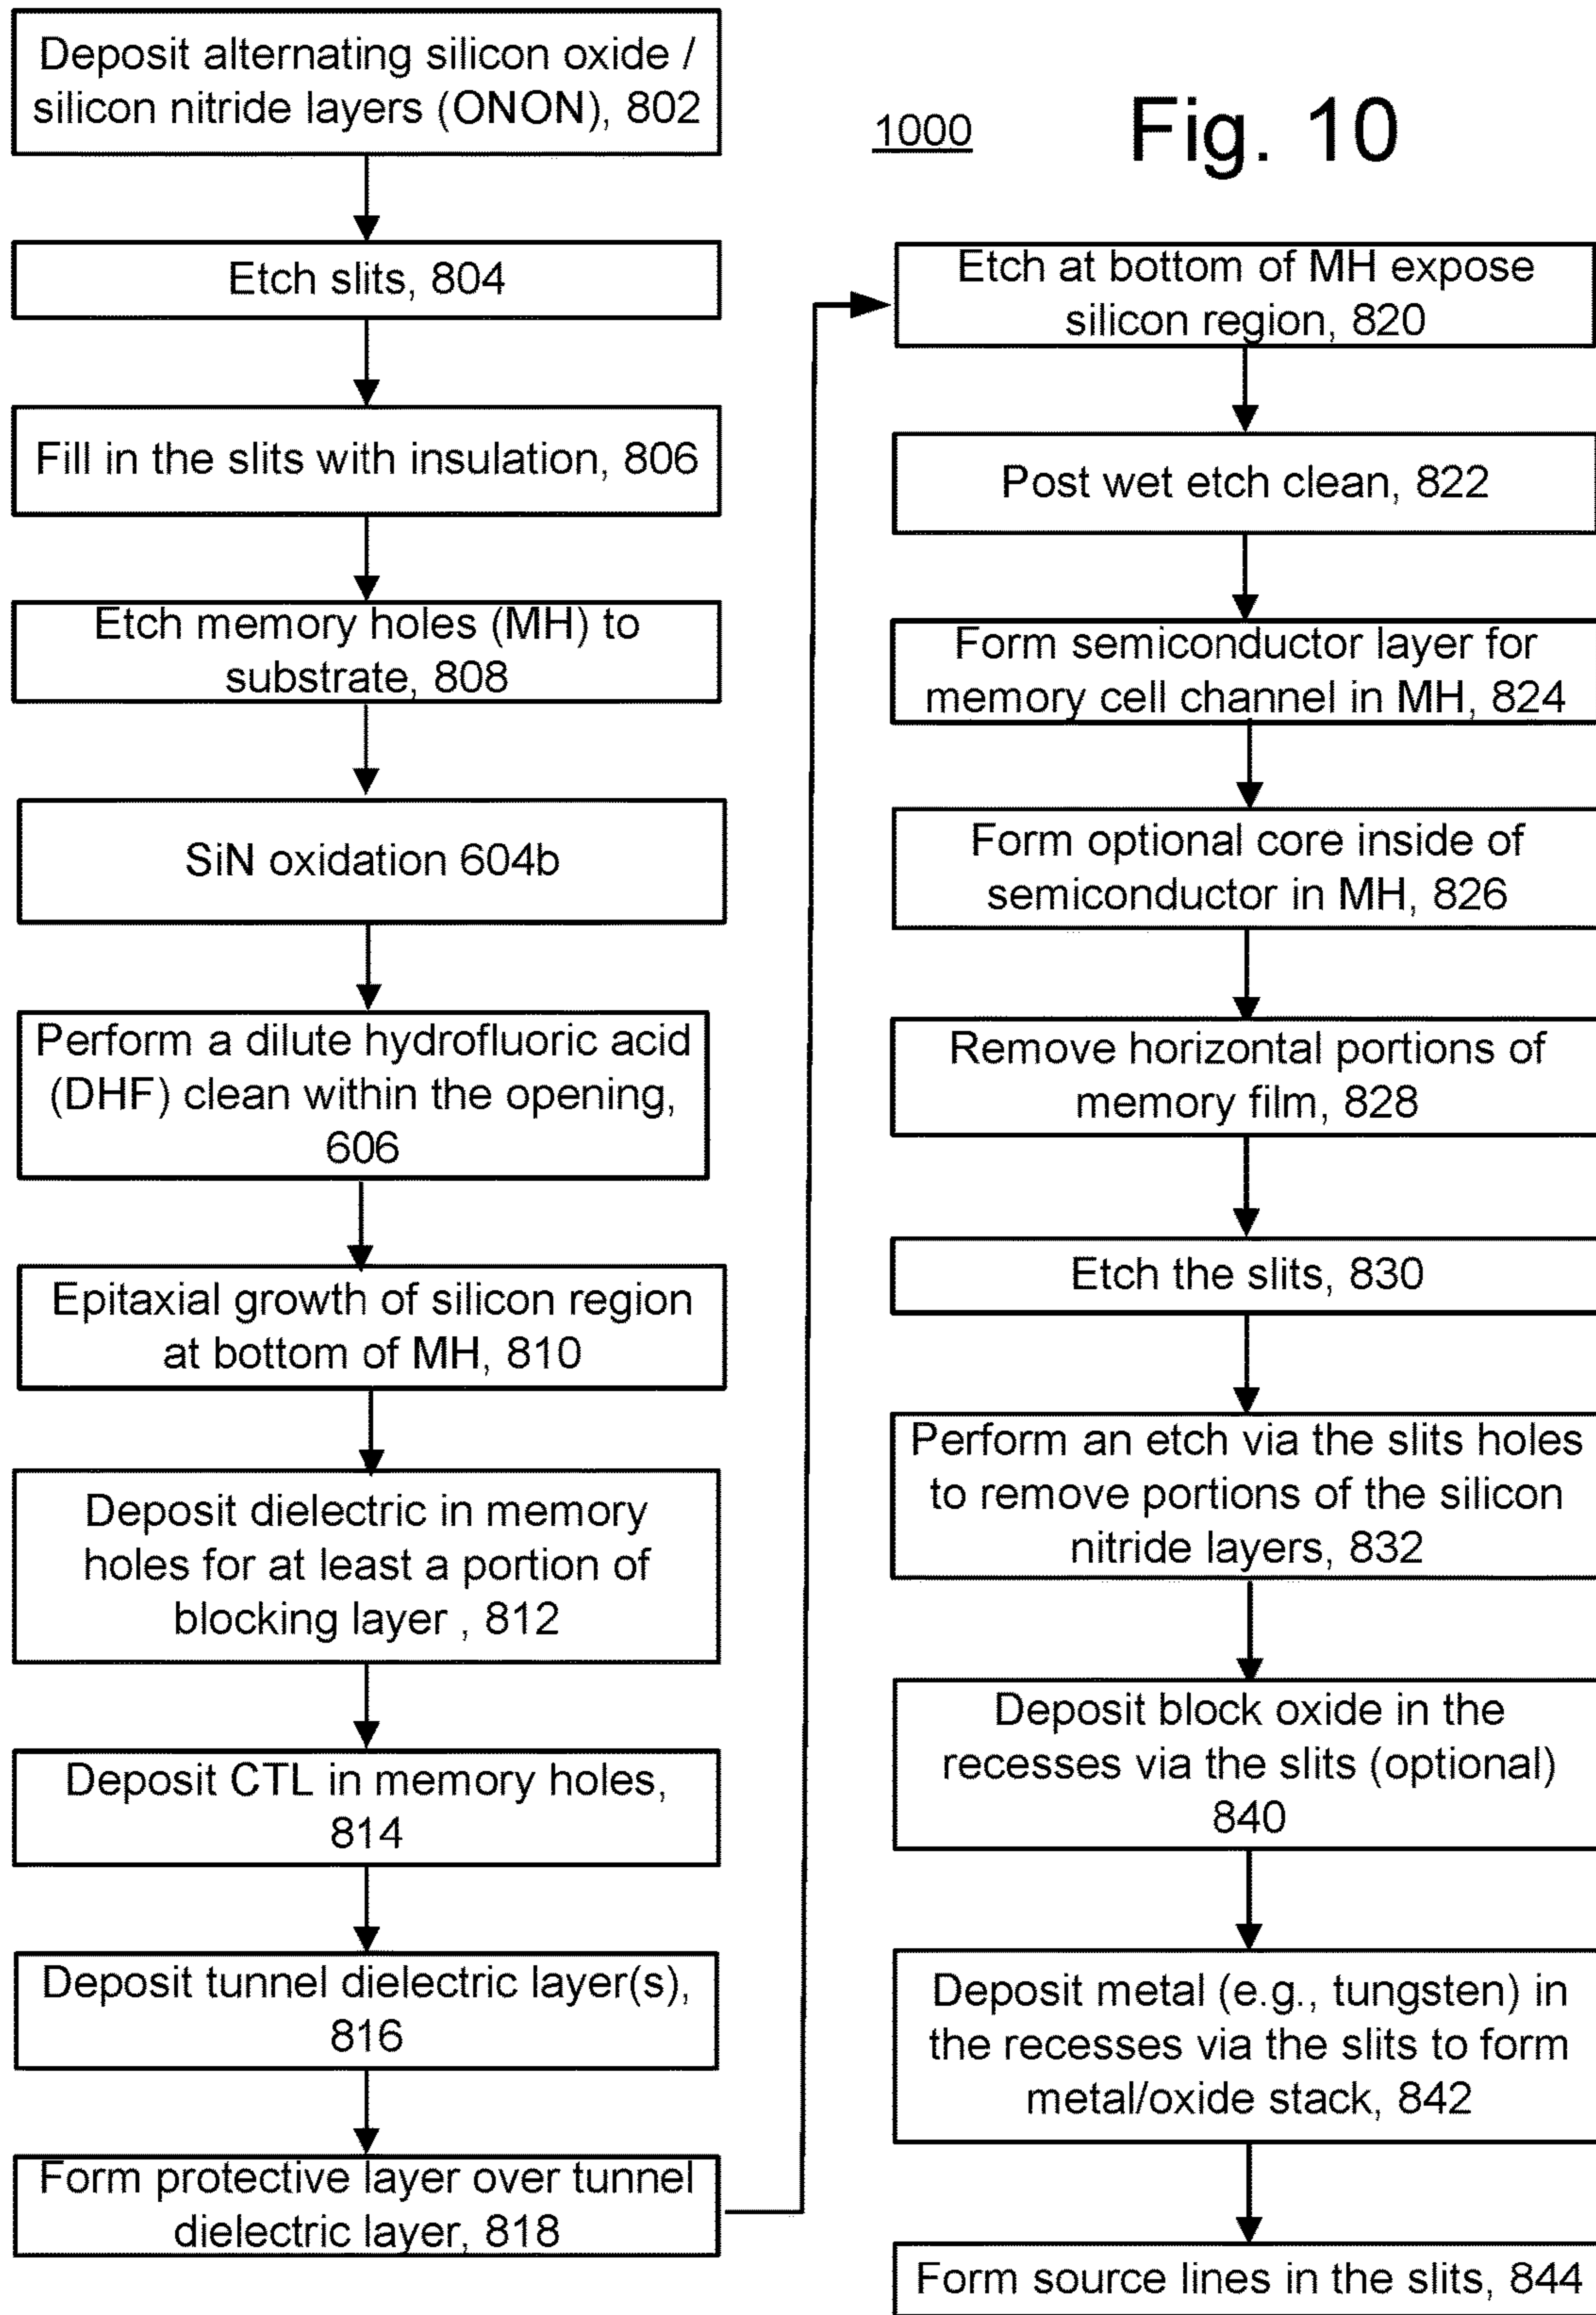 1000
Fig. 10
Deposit alternating silicon oxide /
silicon nitride layers (ONON), 802
Etch slits, 804
Fill in the slits with insulation, 806
Etch memory holes (MH) to
substrate, 808
SiN oxidation 604b
Perform a dilute hydrofluoric acid
(DHF) clean within the opening,
606
Epitaxial growth of silicon region
at bottom of MH, 810
Deposit dielectric in memory
holes for at least a portion of
blocking layer , 812
Deposit CTL in memory holes,
814
Deposit tunnel dielectric layer(s),
816
Form protective layer over tunnel
dielectric layer, 818
Etch at bottom of MH expose
silicon region, 820
Post wet etch clean, 822
Form semiconductor layer for
memory cell channel in MH, 824
Form optional core inside of
semiconductor in MH, 826
Remove horizontal portions of
memory film, 828
Etch the slits, 830
Perform an etch via the slits holes
to remove portions of the silicon
nitride layers, 832
Deposit block oxide in the
recesses via the slits (optional)
840
Deposit metal (e.g., tungsten) in
the recesses via the slits to form
metal/oxide stack, 842
Form source lines in the slits, 844